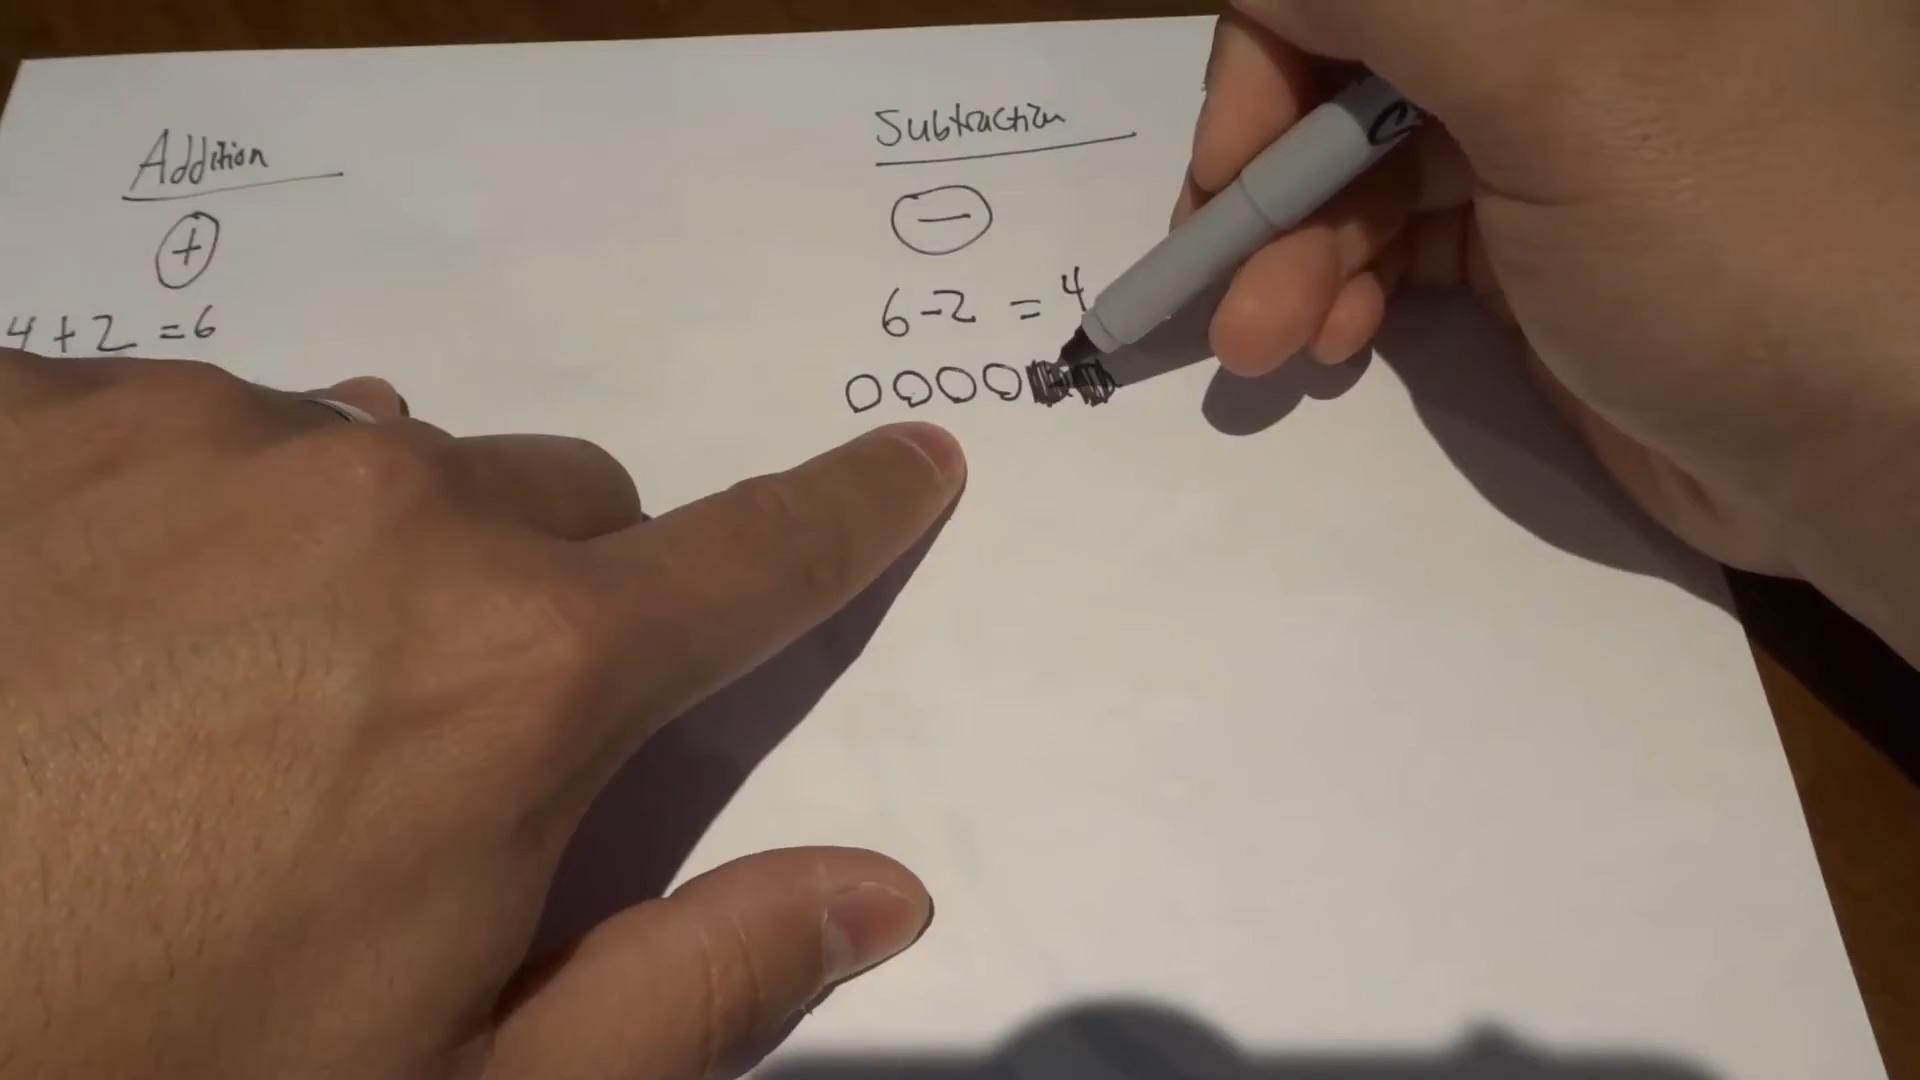 Addition
+
4 + 2 = 6
Subtraction
−
6 - 2 = 4